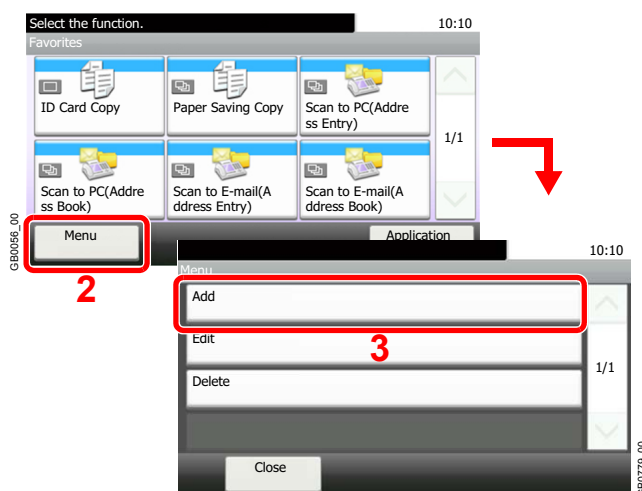 Select the function.
10:10
Favorites
ID Card Copy
Paper Saving Copy
Scan to PC(Addre
ss Entry)
1/1
Scan to PC(Addre
ss Book)
Scan to E-mail(A
ddress Entry)
Scan to E-mail(A
ddress Book)
Menu
Application
GB0056_00
2
10:10
Menu
Add
Edit
3
1/1
Delete
Close
GB0779_00